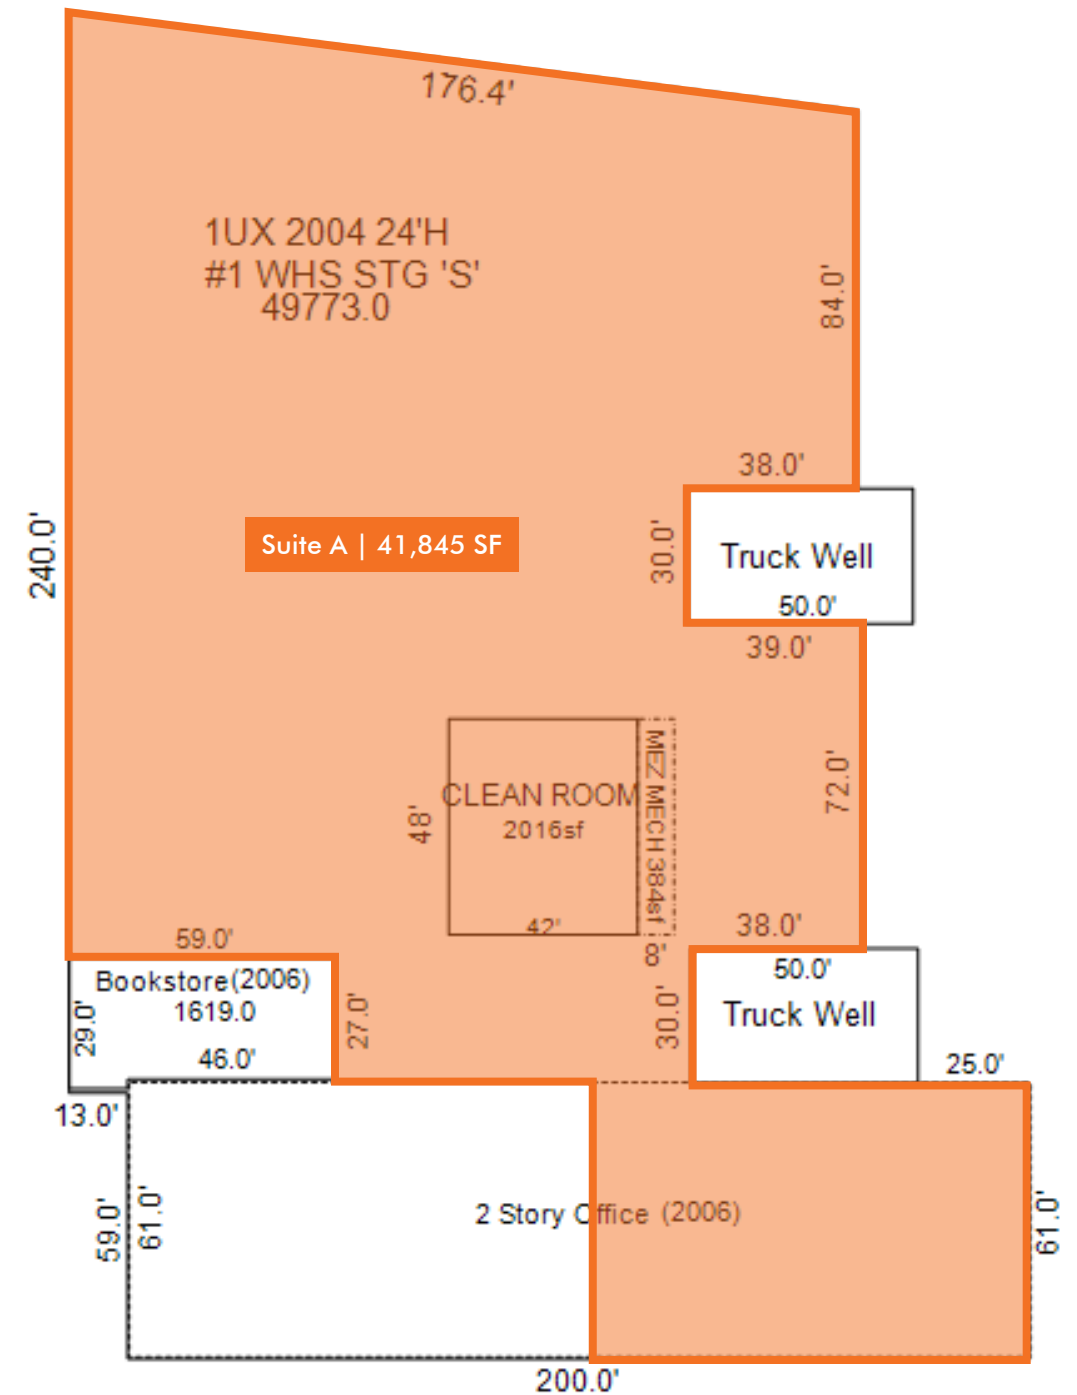 176.4'
1UX 2004 24'H
#1 WHS STG 'S'
49773.0
84.0'
38.0'
240.0'
Suite A | 41,845 SF
30.0'
Truck Well
50.0'
39.0'
72.0'
CLEAN ROOM
2016sf
48'
42'
MEZ MECH 384sf
8'
38.0'
59.0'
Bookstore(2006)
1619.0
29.0'
46.0'
27.0'
30.0'
50.0'
Truck Well
25.0'
13.0'
59.0'
61.0'
2 Story Office (2006)
61.0'
200.0'